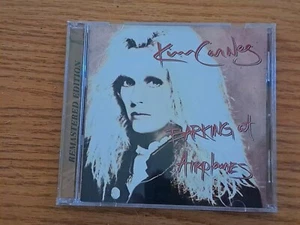 REMASTERED EDITION
Kim Carnes
BARKING at
Airplanes